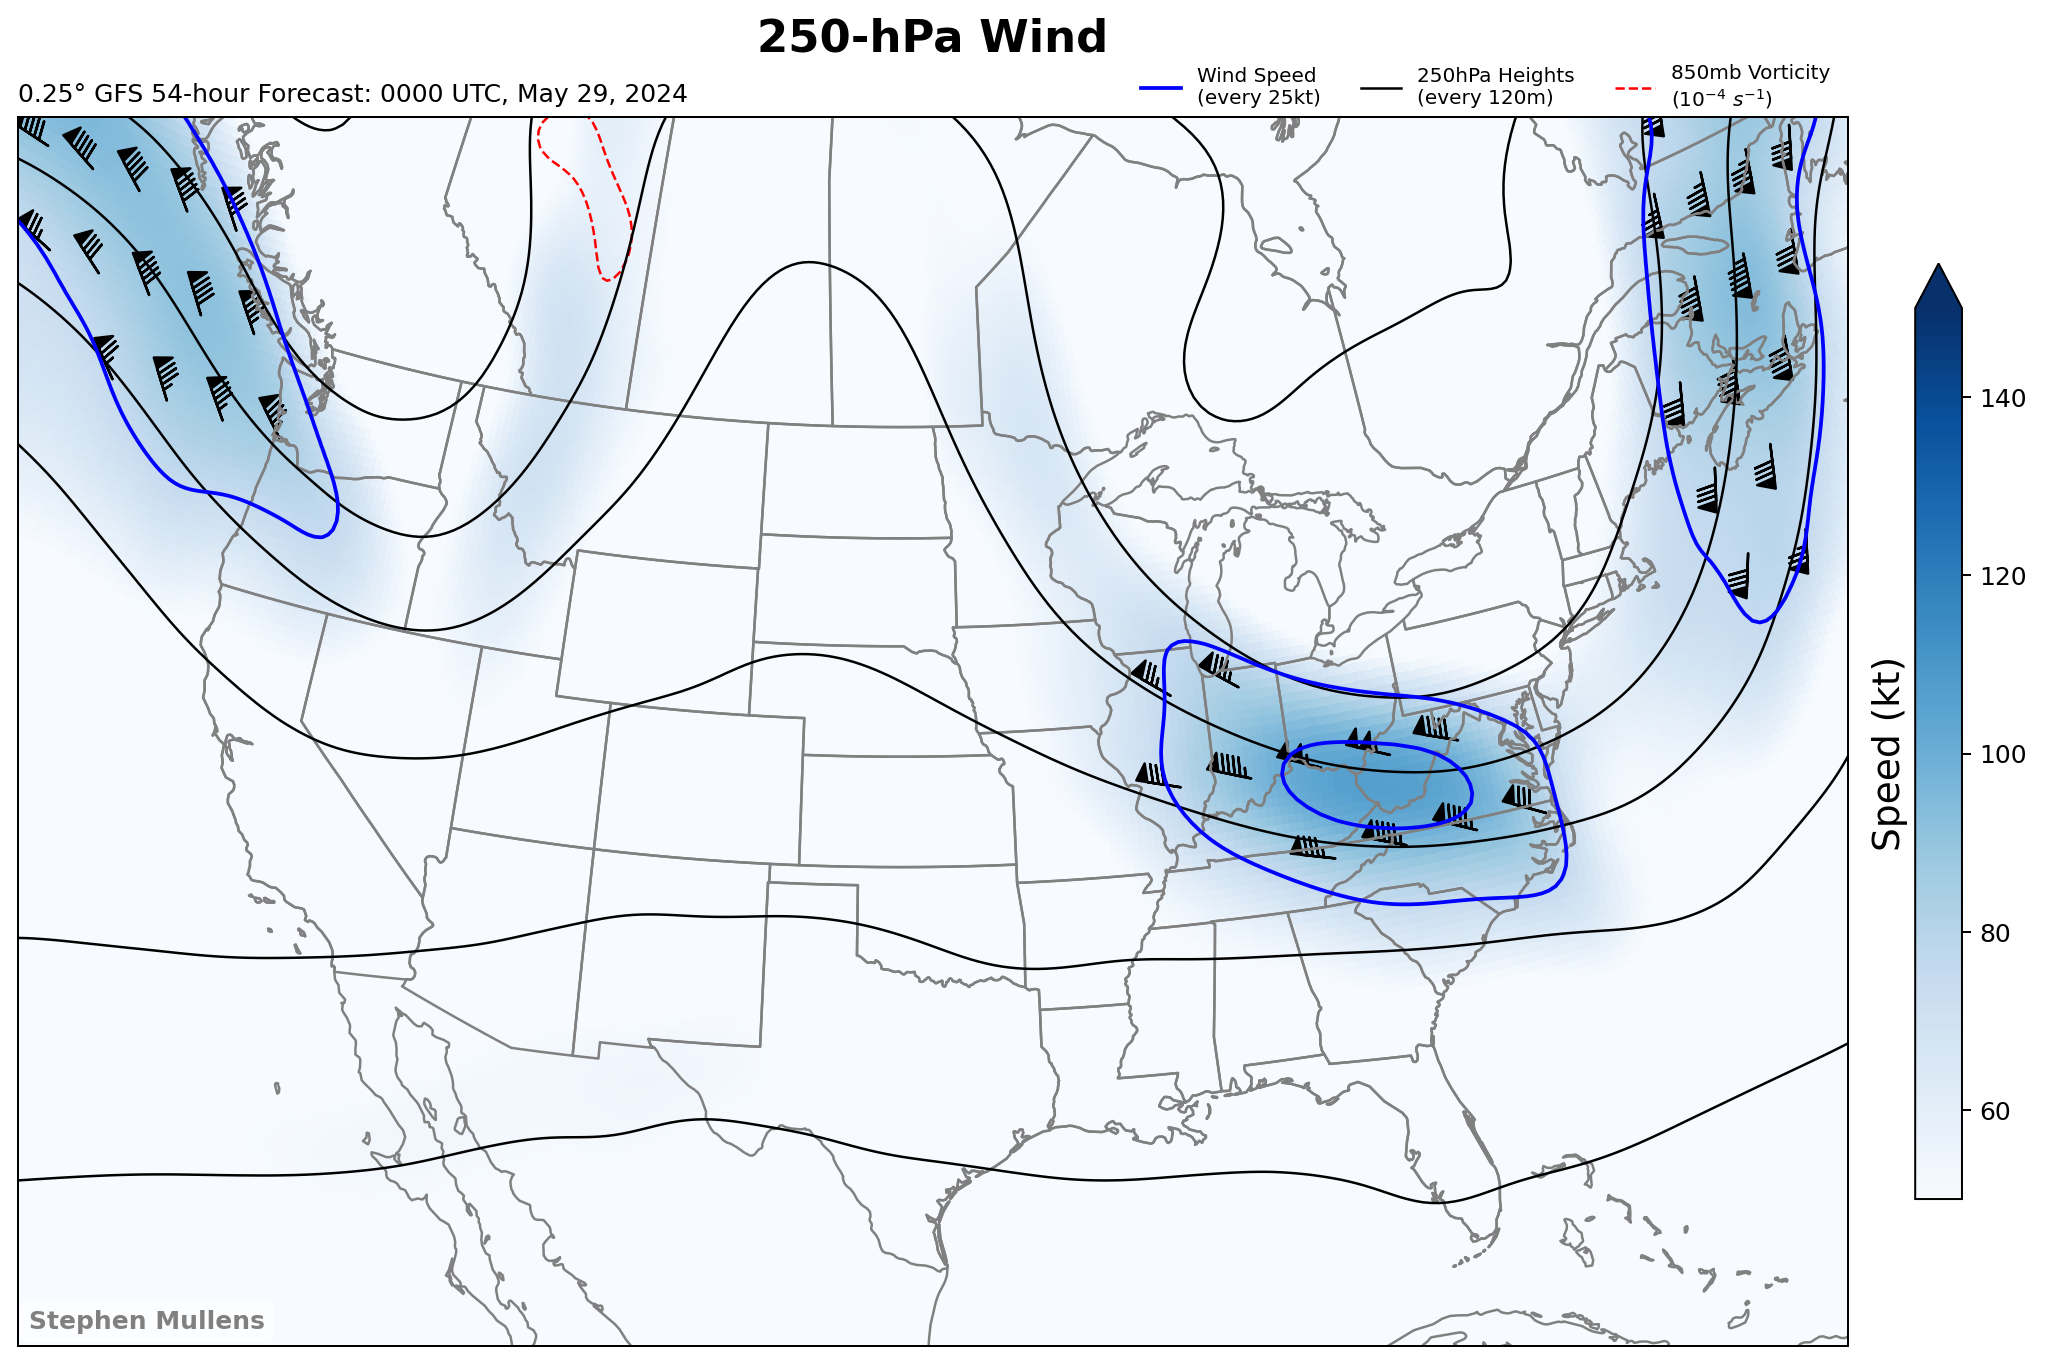 250-hPa Wind
0.25° GFS 54-hour Forecast: 0000 UTC, May 29, 2024
Wind Speed
(every 25kt)
250hPa Heights
(every 120m)
850mb Vorticity
(10⁻⁴ s⁻¹)
140
120
100
80
60
Speed (kt)
Stephen Mullens